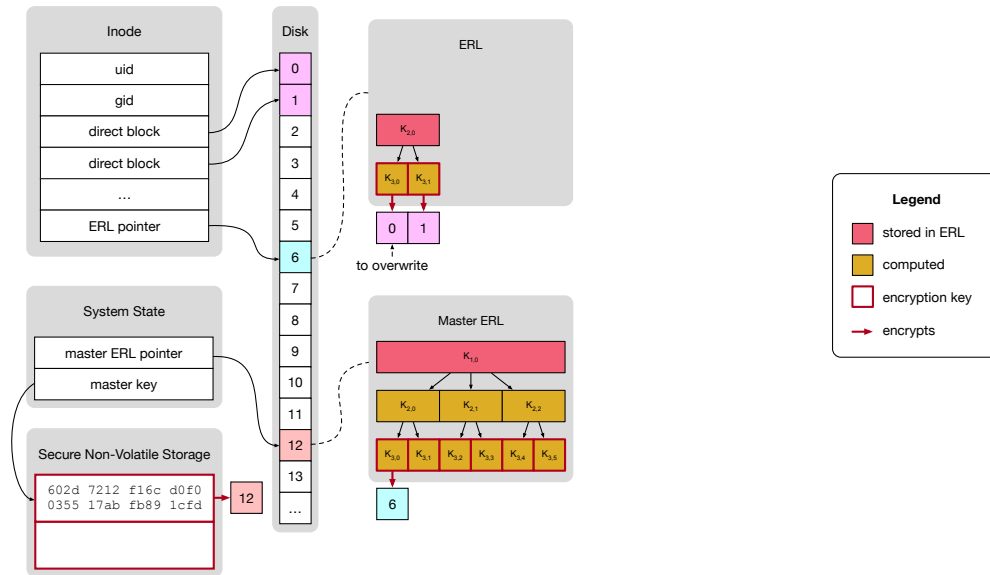 Inode
uid
gid
direct block
direct block
...
ERL pointer
System State
master ERL pointer
master key
Secure Non-Volatile Storage
602d 7212 f16c d0f0
0355 17ab fb89 1cfd
12
Disk
0
1
2
3
4
5
6
7
8
9
10
11
12
13
...
ERL
K2,0
K3,0 K3,1
0 1
to overwrite
Master ERL
K1,0
K2,0 K2,1 K2,2
K3,0 K3,1 K3,2 K3,3 K3,4 K3,5
6
Legend
stored in ERL
computed
encryption key
encrypts